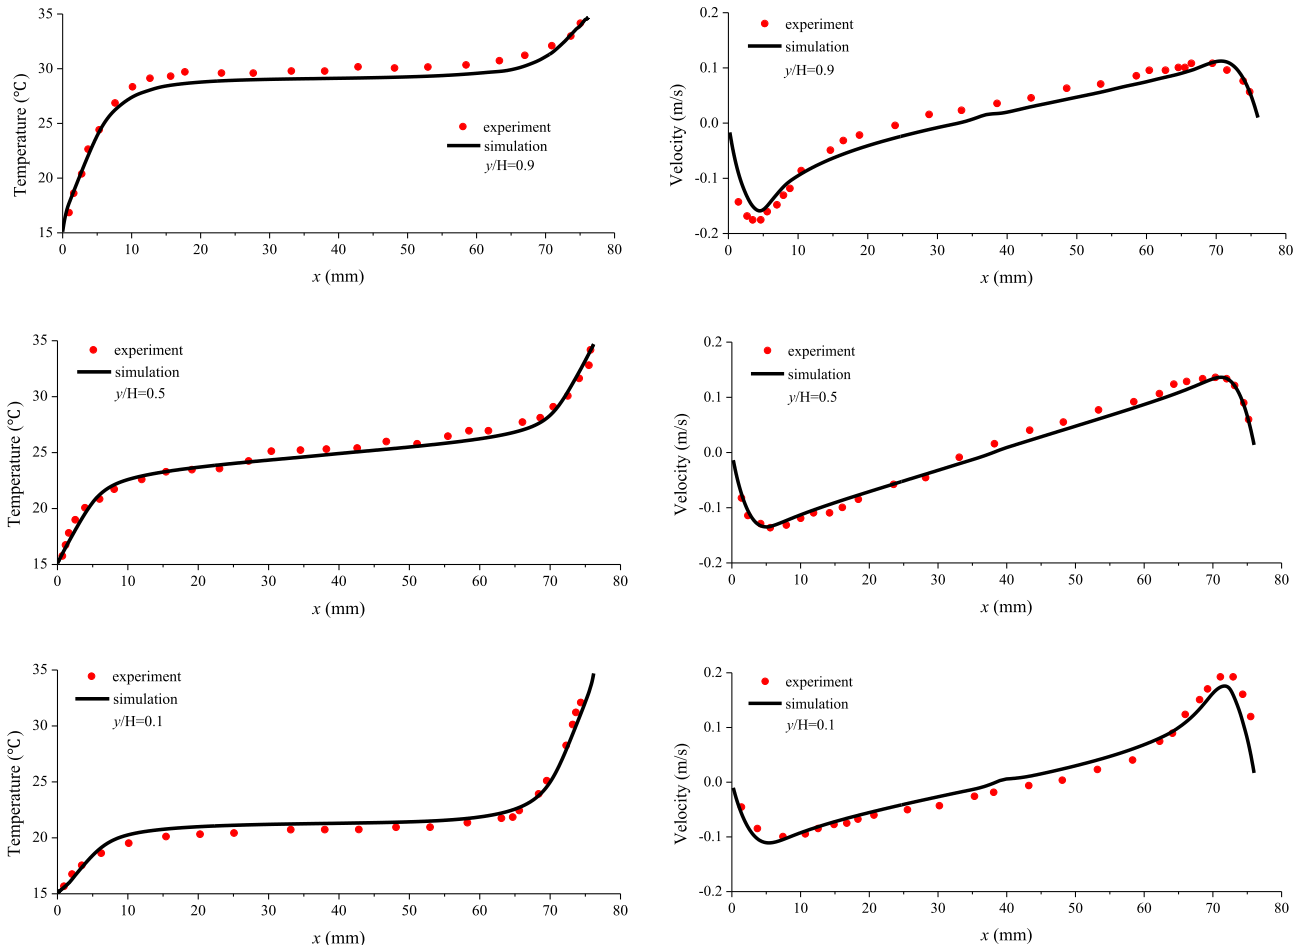 35
30
25
20
15
Temperature (℃)
experiment
simulation
y/H=0.9
0 10 20 30 40 50 60 70 80
x (mm)
0.2
0.1
0.0
-0.1
-0.2
Velocity (m/s)
experiment
simulation
y/H=0.9
0 10 20 30 40 50 60 70 80
x (mm)
35
30
25
20
15
Temperature (℃)
experiment
simulation
y/H=0.5
0 10 20 30 40 50 60 70 80
x (mm)
0.2
0.1
0.0
-0.1
-0.2
Velocity (m/s)
experiment
simulation
y/H=0.5
0 10 20 30 40 50 60 70 80
x (mm)
35
30
25
20
15
Temperature (℃)
experiment
simulation
y/H=0.1
0 10 20 30 40 50 60 70 80
x (mm)
0.2
0.1
0.0
-0.1
-0.2
Velocity (m/s)
experiment
simulation
y/H=0.1
0 10 20 30 40 50 60 70 80
x (mm)